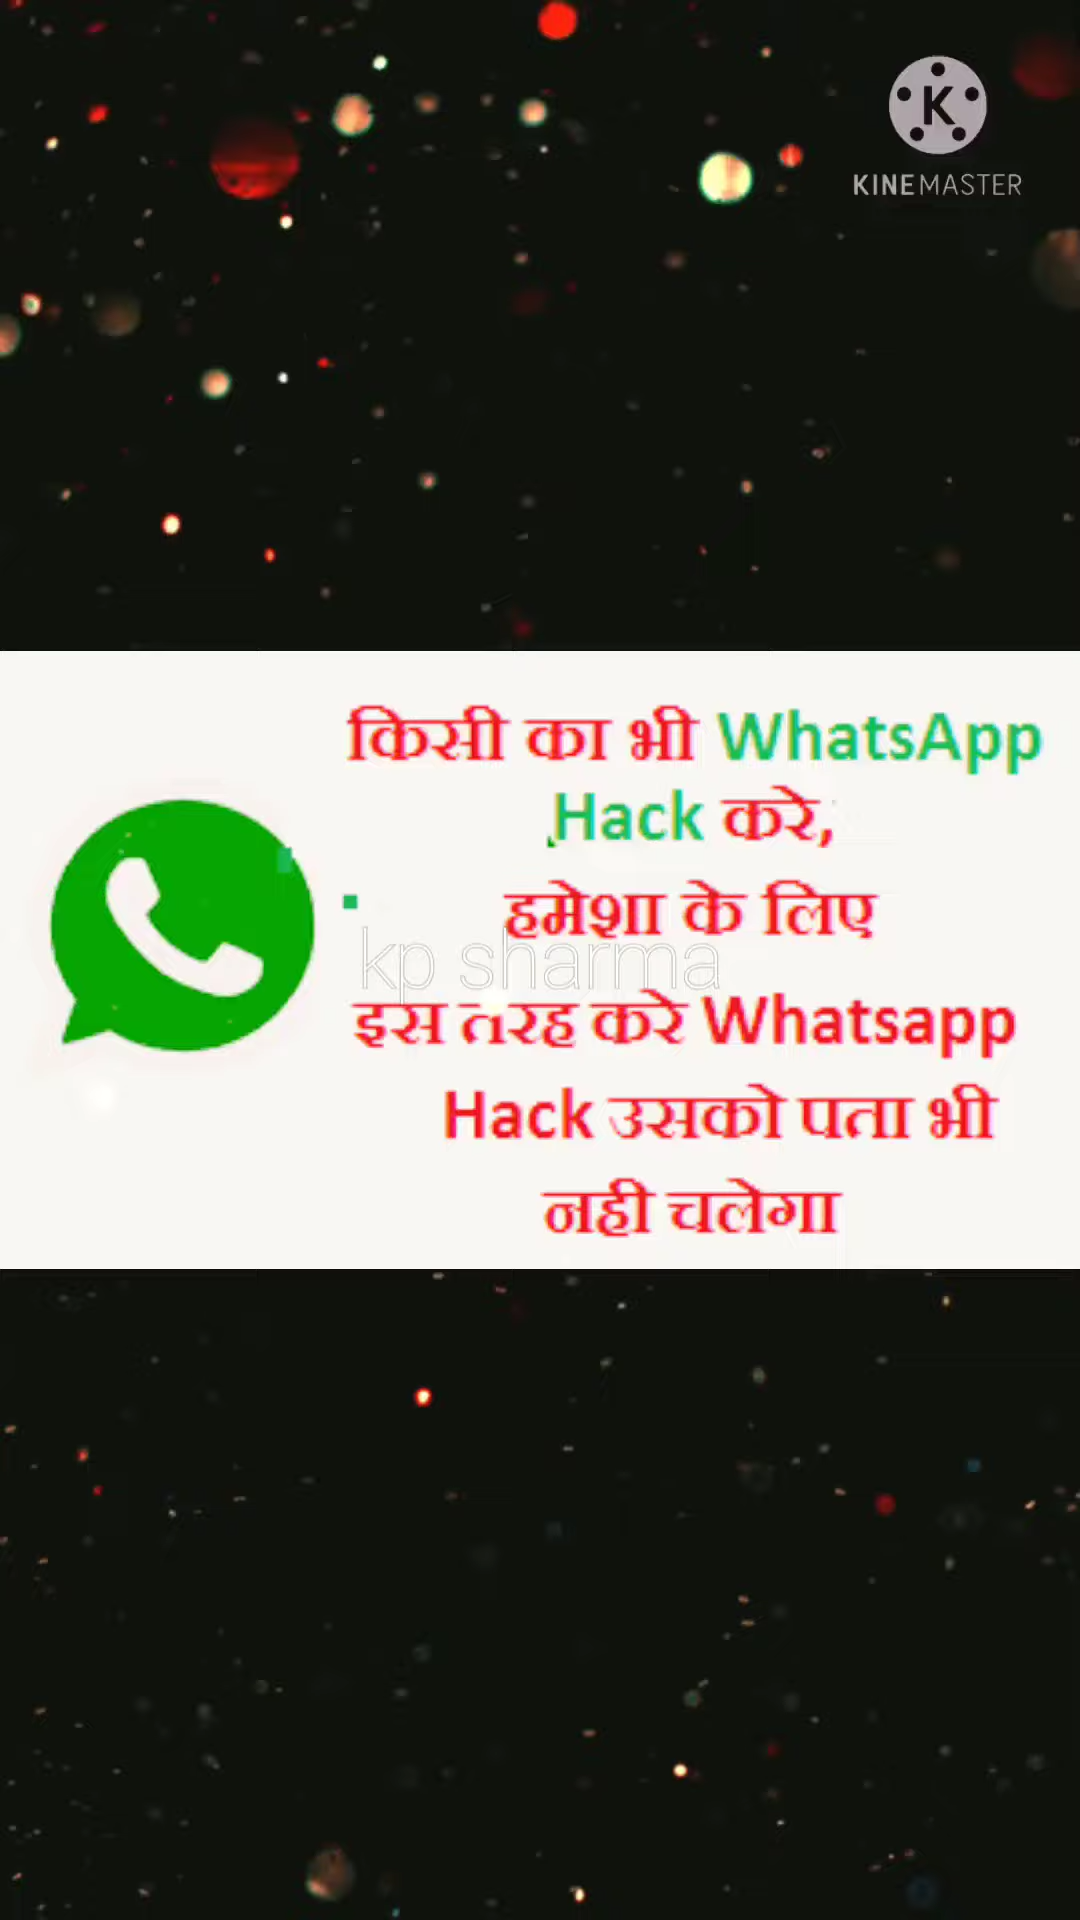 KINEMASTER
किसी का भी WhatsApp
Hack करे,
हमेशा के लिए
kp sharma
इस तरह करे Whatsapp
Hack उसको पता भी
नही चलेगा